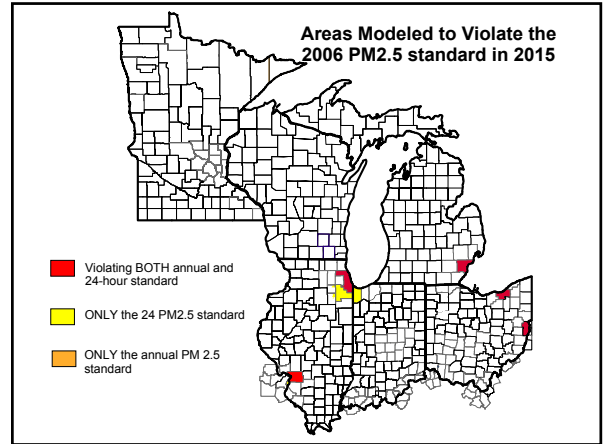 Areas Modeled to Violate the
2006 PM2.5 standard in 2015
Violating BOTH annual and
24-hour standard
ONLY the 24 PM2.5 standard
ONLY the annual PM 2.5
standard